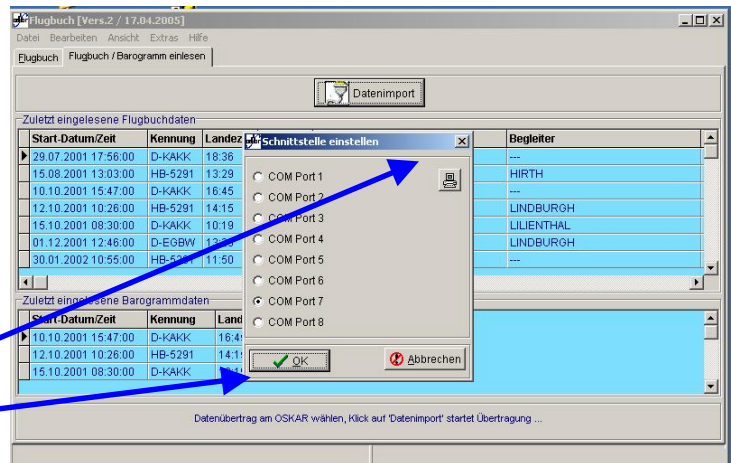 Flugbuch [Vers.2 / 17.04.2005]
Datei Bearbeiten Ansicht Extras Hilfe
Flugbuch Flugbuch / Barogramm einlesen
Datenimport
Zuletzt eingelesene Flugbuchdaten
Start-Datum/Zeit Kennung Landez Begleiter
29.07.2001 17:56:00 D-KAKK 18:36 ---
15.08.2001 13:03:00 HB-5291 13:29 HIRTH
10.10.2001 15:47:00 D-KAKK 16:45 ---
12.10.2001 10:26:00 HB-5291 14:15 LINDBURGH
15.10.2001 08:30:00 D-KAKK 10:19 LILIENTHAL
01.12.2001 12:46:00 D-EGBW LINDBURGH
30.01.2002 10:55:00 11:50 ---
Schnittstelle einstellen
COM Port 1
COM Port 2
COM Port 3
COM Port 4
COM Port 5
COM Port 6
COM Port 7
COM Port 8
OK Abbrechen
Zuletzt eingelesene Barogrammdaten
Start-Datum/Zeit Kennung Land
10.10.2001 15:47:00 D-KAKK
12.10.2001 10:26:00 HB-5291
15.10.2001 08:30:00 D-KAKK
Datenübertrag am OSKAR wählen, Klick auf 'Datenimport' startet Übertragung ...